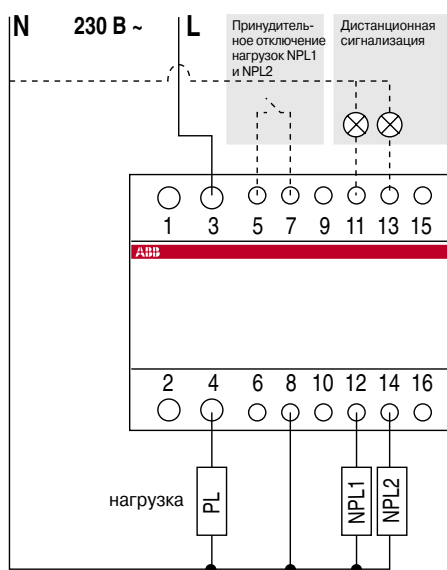 N 230 В ~ L
Принудитель-
ное отключение
нагрузок NPL1
и NPL2
Дистанционная
сигнализация
1 3 5 7 9 11 13 15
ABB
2 4 6 8 10 12 14 16
нагрузка
PL
NPL1
NPL2